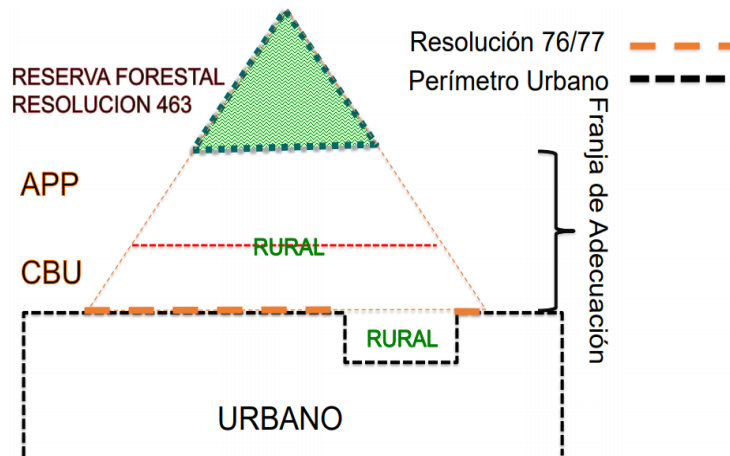 Resolución 76/77
Perímetro Urbano
RESERVA FORESTAL
RESOLUCION 463
Franja de Adecuación
APP
RURAL
CBU
RURAL
URBANO